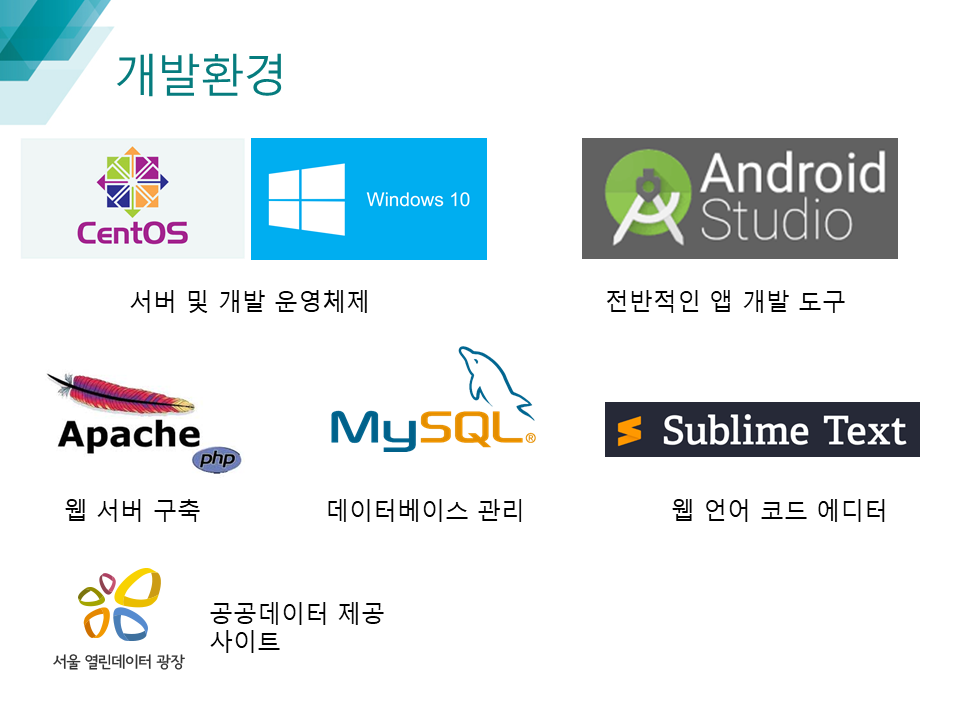 개발환경
CentOS
Windows 10
Android
Studio
서버 및 개발 운영체제
전반적인 앱 개발 도구
Apache
php
MySQL®
Sublime Text
웹 서버 구축
데이터베이스 관리
웹 언어 코드 에디터
서울 열린데이터 광장
공공데이터 제공
사이트